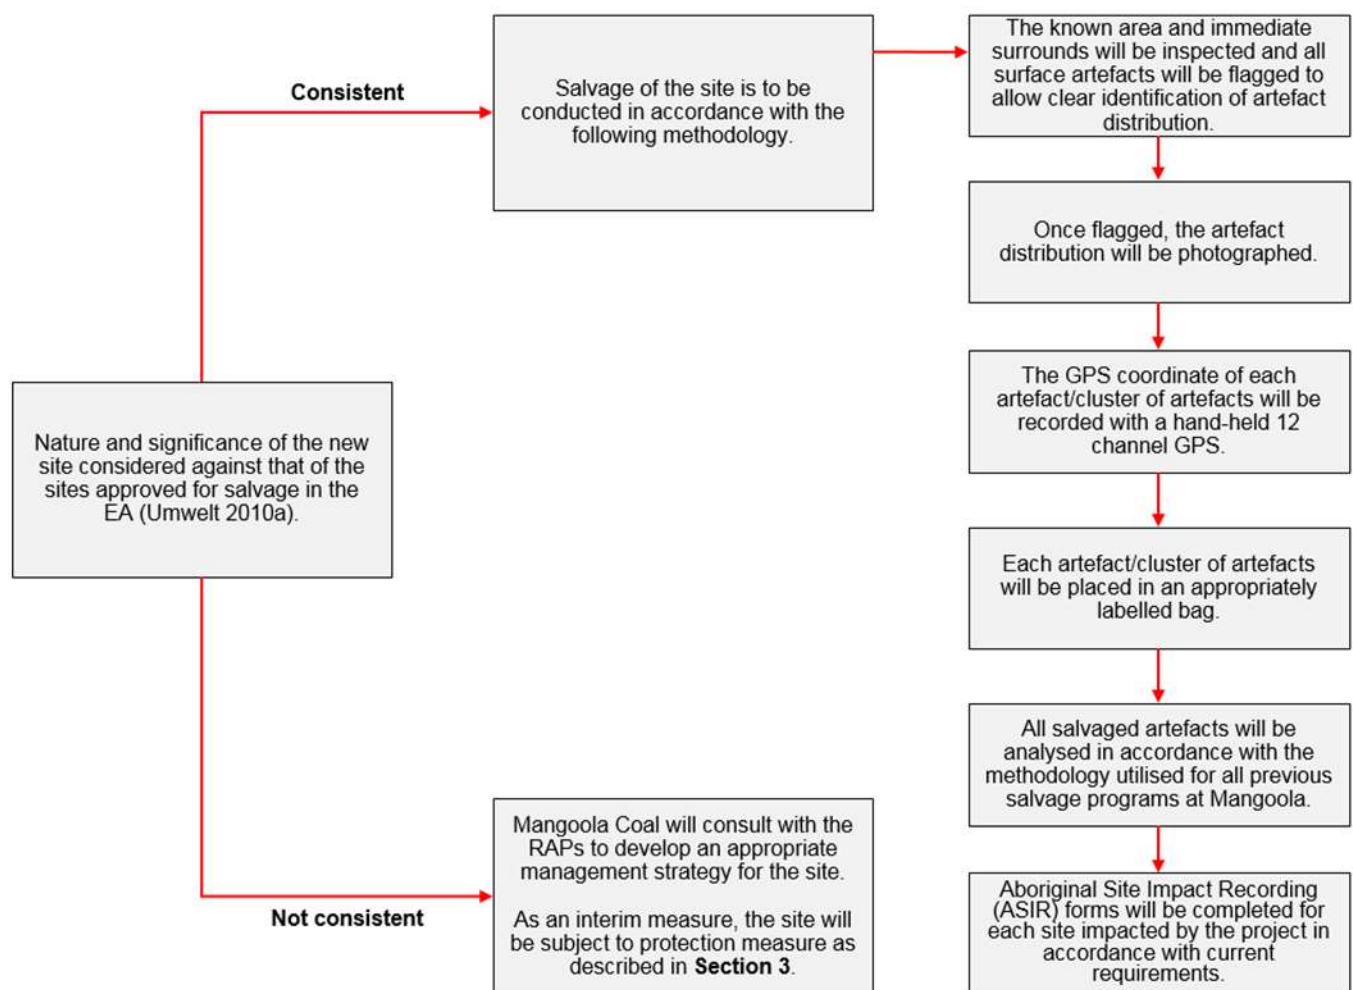 Consistent
Salvage of the site is to be
conducted in accordance with the
following methodology.
The known area and immediate
surrounds will be inspected and all
surface artefacts will be flagged to
allow clear identification of artefact
distribution.
Once flagged, the artefact
distribution will be photographed.
The GPS coordinate of each
artefact/cluster of artefacts will be
recorded with a hand-held 12
channel GPS.
Each artefact/cluster of artefacts
will be placed in an appropriately
labelled bag.
All salvaged artefacts will be
analysed in accordance with the
methodology utilised for all previous
salvage programs at Mangoola.
Aboriginal Site Impact Recording
(ASIR) forms will be completed for
each site impacted by the project in
accordance with current
requirements.
Nature and significance of the new
site considered against that of the
sites approved for salvage in the
EA (Umwelt 2010a).
Not consistent
Mangoola Coal will consult with the
RAPs to develop an appropriate
management strategy for the site.
As an interim measure, the site will
be subject to protection measure as
described in Section 3.